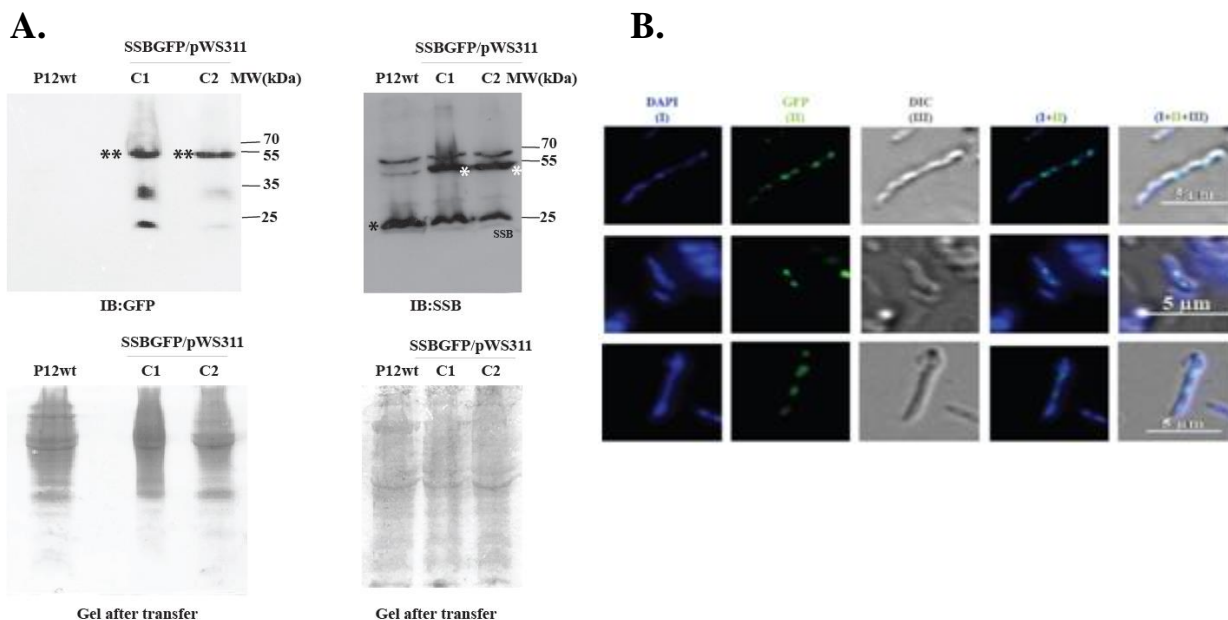 A.
SSBGFP/pWS311
P12wt C1 C2 MW(kDa)
** **
70
55
35
25
IB:GFP
SSBGFP/pWS311
P12wt C1 C2 MW(kDa)
*
*
*
70
55
25
SSB
IB:SSB
SSBGFP/pWS311
P12wt C1 C2
Gel after transfer
SSBGFP/pWS311
P12wt C1 C2
Gel after transfer
B.
DAPI GFP DIC
(I) (II) (III) (I+II) (I+II+III)
5 µm
5 µm
5 µm